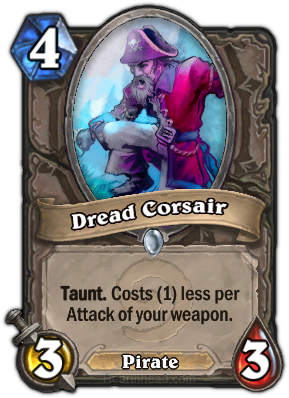 4
Dread Corsair
Taunt. Costs (1) less per
Attack of your weapon.
3
Pirate
3